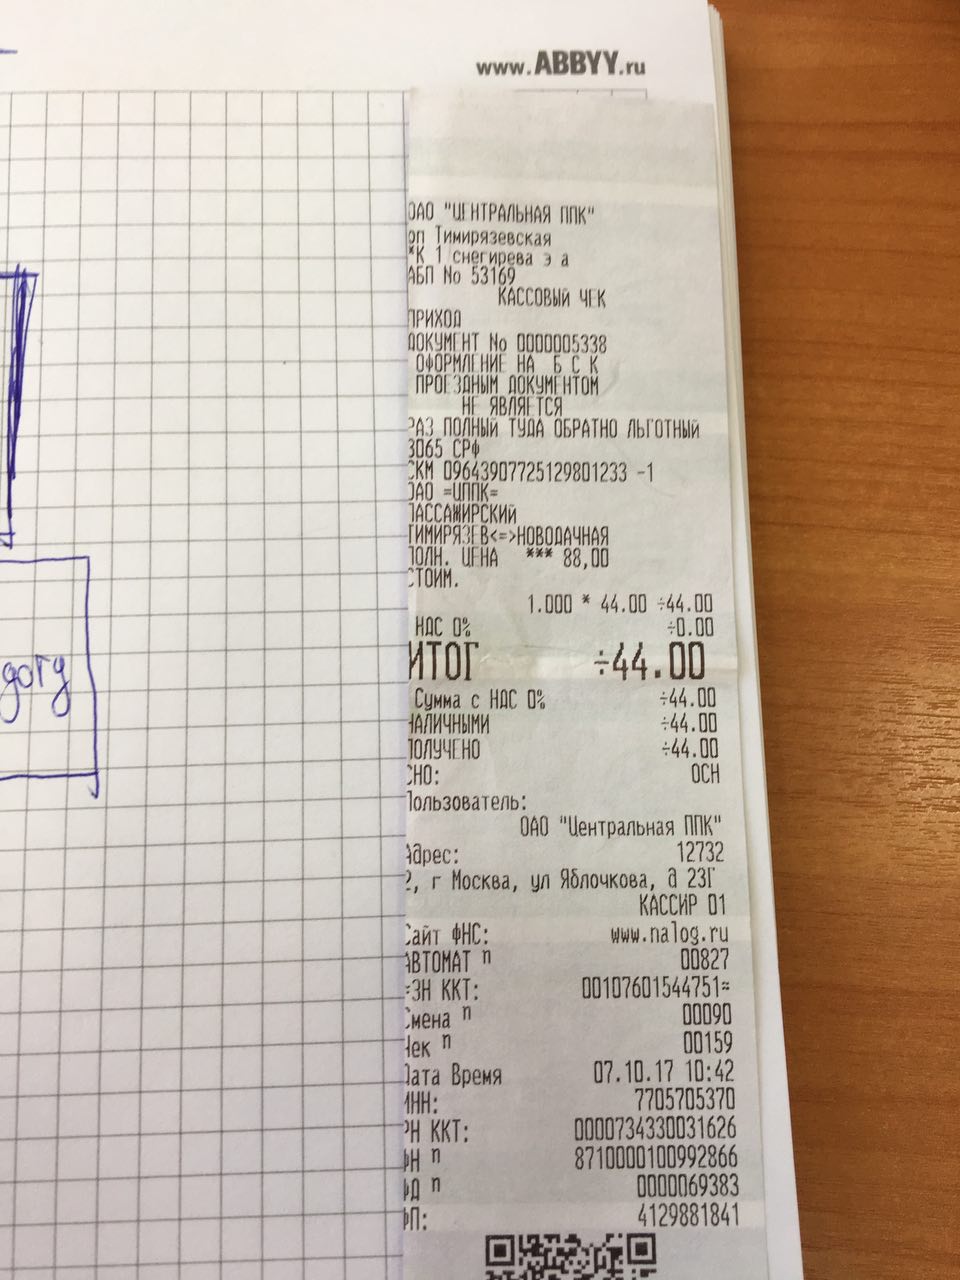 www.ABBYY.ru
ОАО "ЦЕНТРАЛЬНАЯ ППК"
оп Тимирязевская
*К 1 снегирева э а
АБП No 53169
КАССОВЫЙ ЧЕК
ПРИХОД
ДОКУМЕНТ No 0000005338
ОФОРМЛЕНИЕ НА Б С К
ПРОЕЗДНЫМ ДОКУМЕНТОМ
НЕ ЯВЛЯЕТСЯ
РАЗ ПОЛНЫЙ ТУДА ОБРАТНО ЛЬГОТНЫЙ
3065 СРФ
СКМ 09643907725129801233 -1
ОАО =ЦППК=
ПАССАЖИРСКИЙ
ТИМИРЯЗЕВ<=>НОВОДАЧНАЯ
ПОЛН. ЦЕНА *** 88,00
СТОИМ.
1.000 * 44.00 ÷44.00
НДС 0% ÷0.00
ИТОГ ÷44.00
Сумма с НДС 0% ÷44.00
НАЛИЧНЫМИ ÷44.00
ПОЛУЧЕНО ÷44.00
СНО: ОСН
Пользователь:
ОАО "Центральная ППК"
Адрес: 12732
2, г Москва, ул Яблочкова, д 23Г
КАССИР 01
Сайт ФНС: www.nalog.ru
АВТОМАТ n 00827
=ЗН ККТ: 00107601544751=
Смена n 00090
Чек n 00159
Дата Время 07.10.17 10:42
ИНН: 7705705370
РН ККТ: 0000734330031626
ФН n 8710000100992866
ФД n 0000069383
ФП: 4129881841